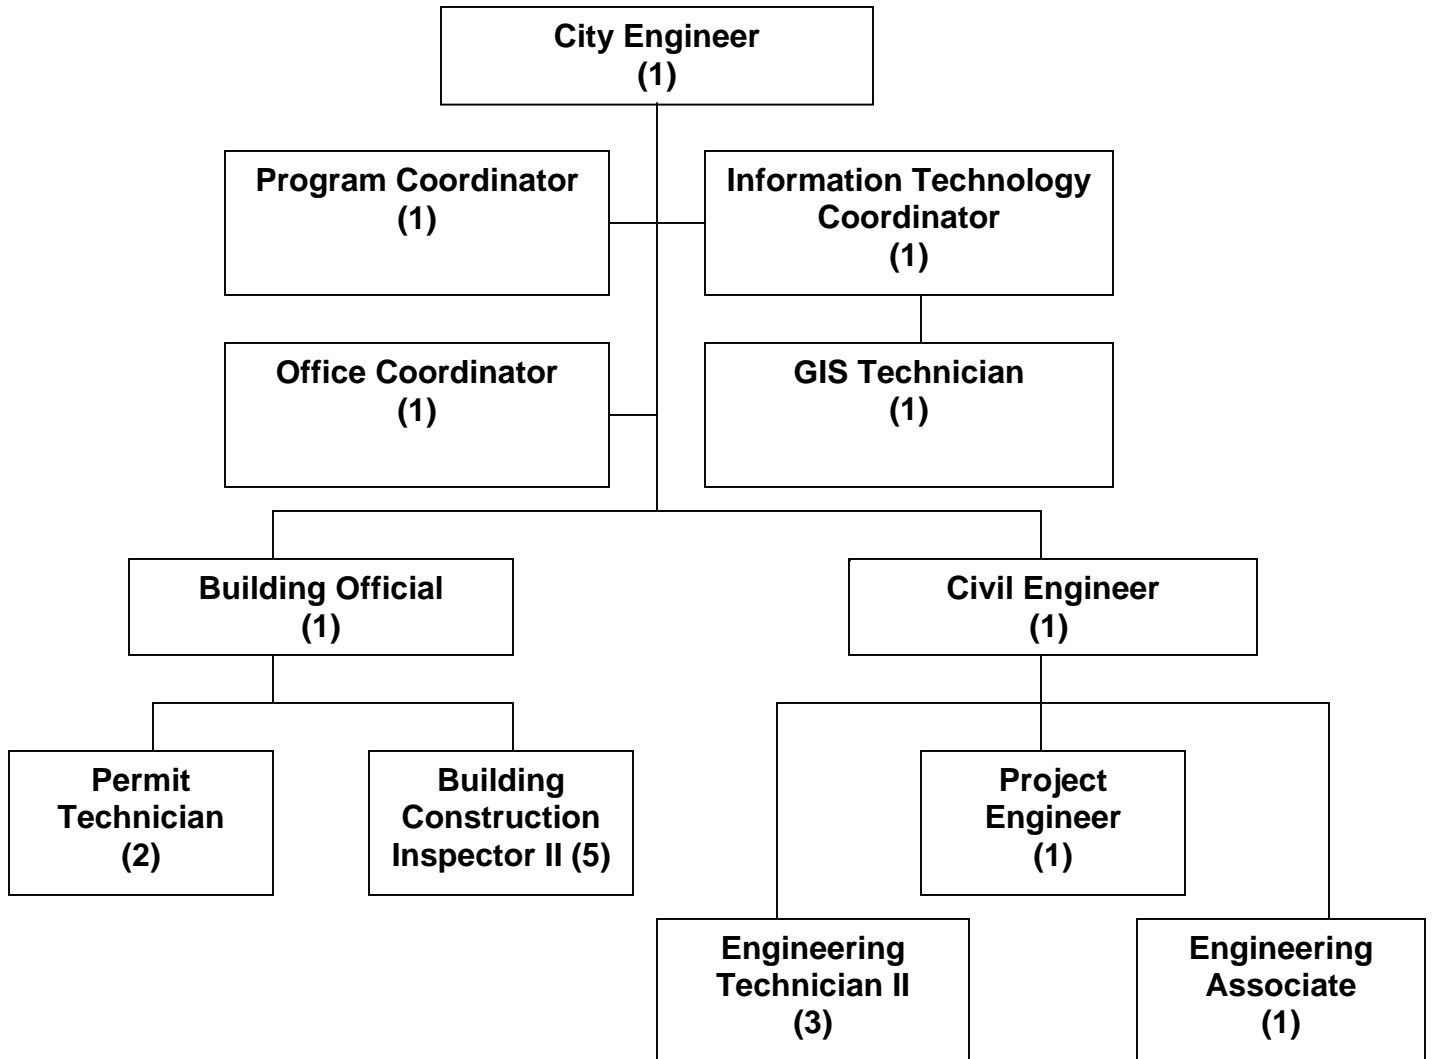 City Engineer
(1)
Program Coordinator
(1)
Information Technology
Coordinator
(1)
Office Coordinator
(1)
GIS Technician
(1)
Building Official
(1)
Civil Engineer
(1)
Permit
Technician
(2)
Building
Construction
Inspector II (5)
Project
Engineer
(1)
Engineering
Technician II
(3)
Engineering
Associate
(1)